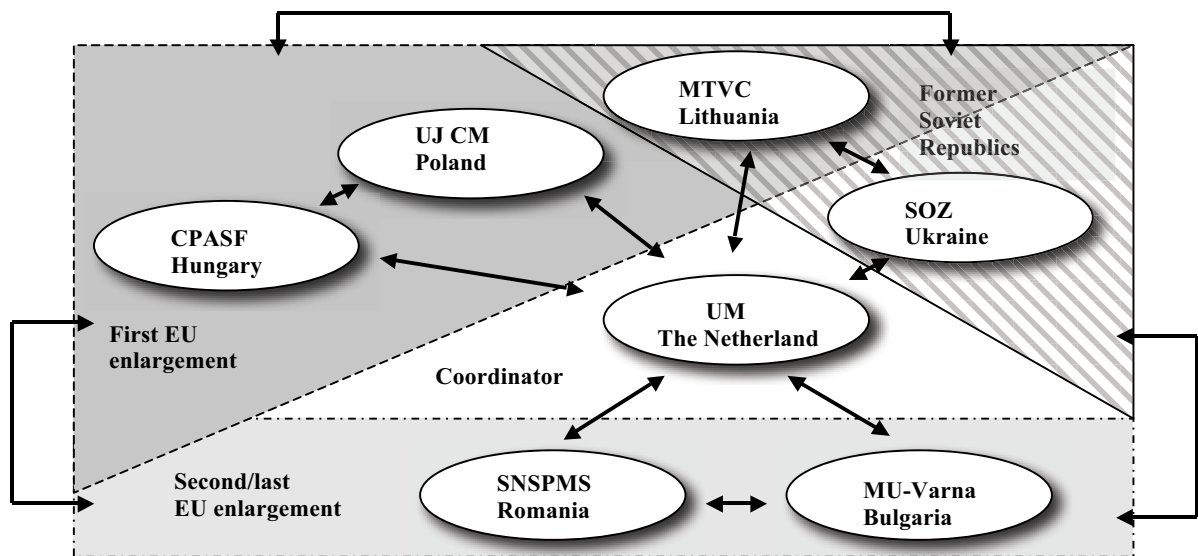 MTVC
Lithuania
Former
Soviet
Republics
UJ CM
Poland
SOZ
Ukraine
CPASF
Hungary
UM
The Netherland
First EU
enlargement
Coordinator
Second/last
EU enlargement
SNSPMS
Romania
MU-Varna
Bulgaria